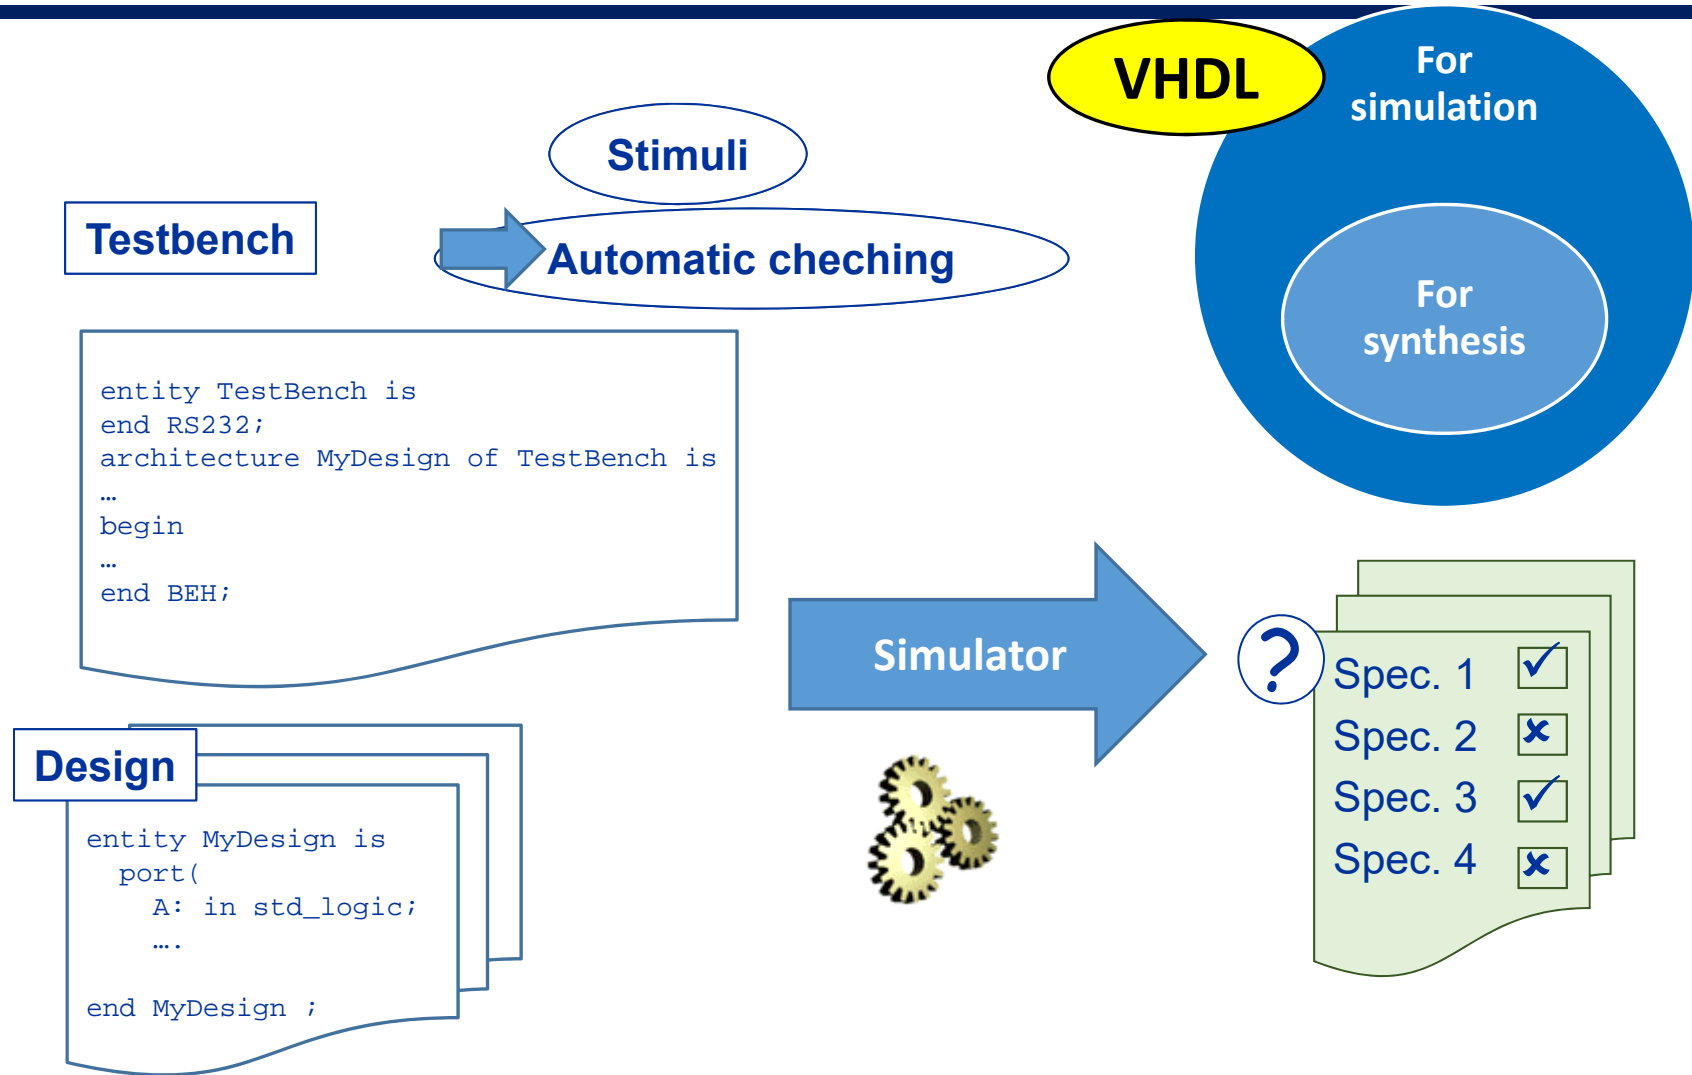 VHDL
For
simulation
For
synthesis
Stimuli
Testbench
Automatic cheching
entity TestBench is
end RS232;
architecture MyDesign of TestBench is
…
begin
…
end BEH;
Simulator
?
Spec. 1 ✓
Spec. 2 ✘
Spec. 3 ✓
Spec. 4 ✘
Design
entity MyDesign is
port(
A: in std_logic;
….
end MyDesign ;